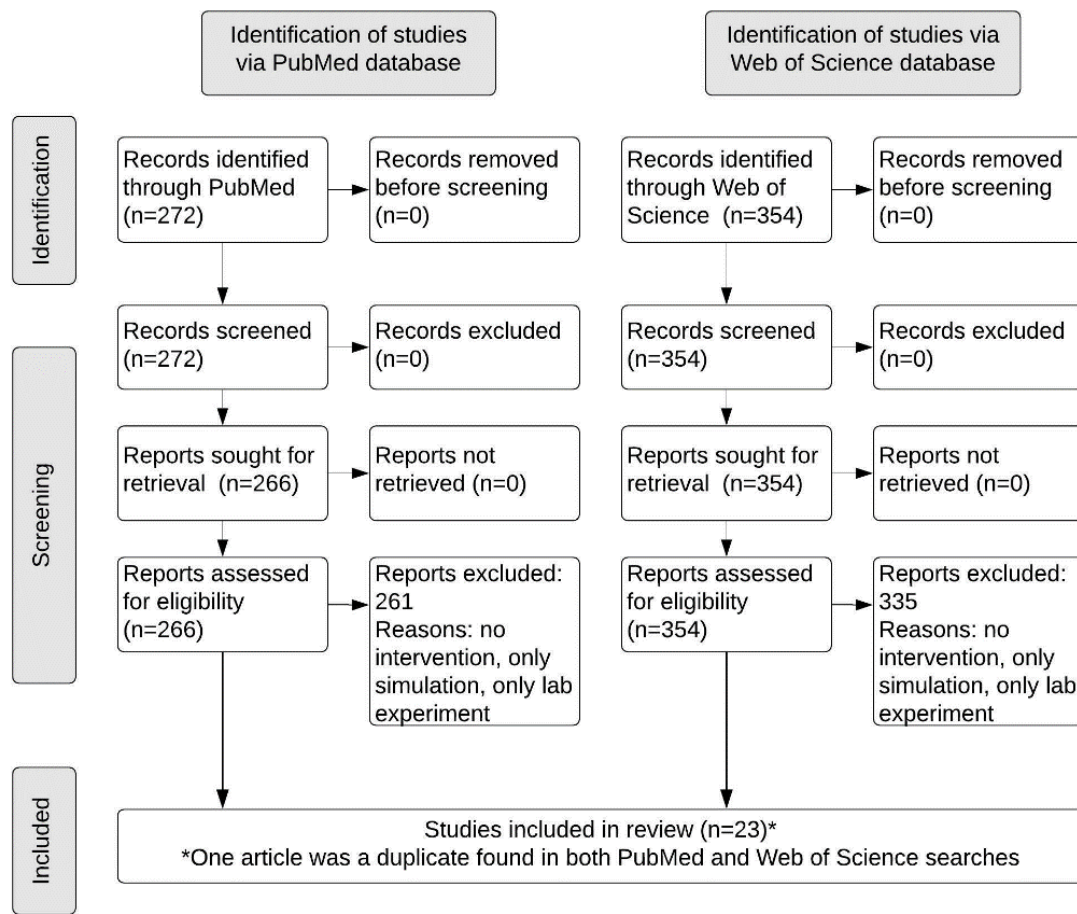 Identification of studies
via PubMed database
Identification of studies via
Web of Science database
Identification
Records identified
through PubMed
(n=272)
Records removed
before screening
(n=0)
Records identified
through Web of
Science (n=354)
Records removed
before screening
(n=0)
Screening
Records screened
(n=272)
Records excluded
(n=0)
Records screened
(n=354)
Records excluded
(n=0)
Reports sought for
retrieval (n=266)
Reports not
retrieved (n=0)
Reports sought for
retrieval (n=354)
Reports not
retrieved (n=0)
Reports assessed
for eligibility
(n=266)
Reports excluded:
261
Reasons: no
intervention, only
simulation, only lab
experiment
Reports assessed
for eligibility
(n=354)
Reports excluded:
335
Reasons: no
intervention, only
simulation, only lab
experiment
Included
Studies included in review (n=23)*
*One article was a duplicate found in both PubMed and Web of Science searches